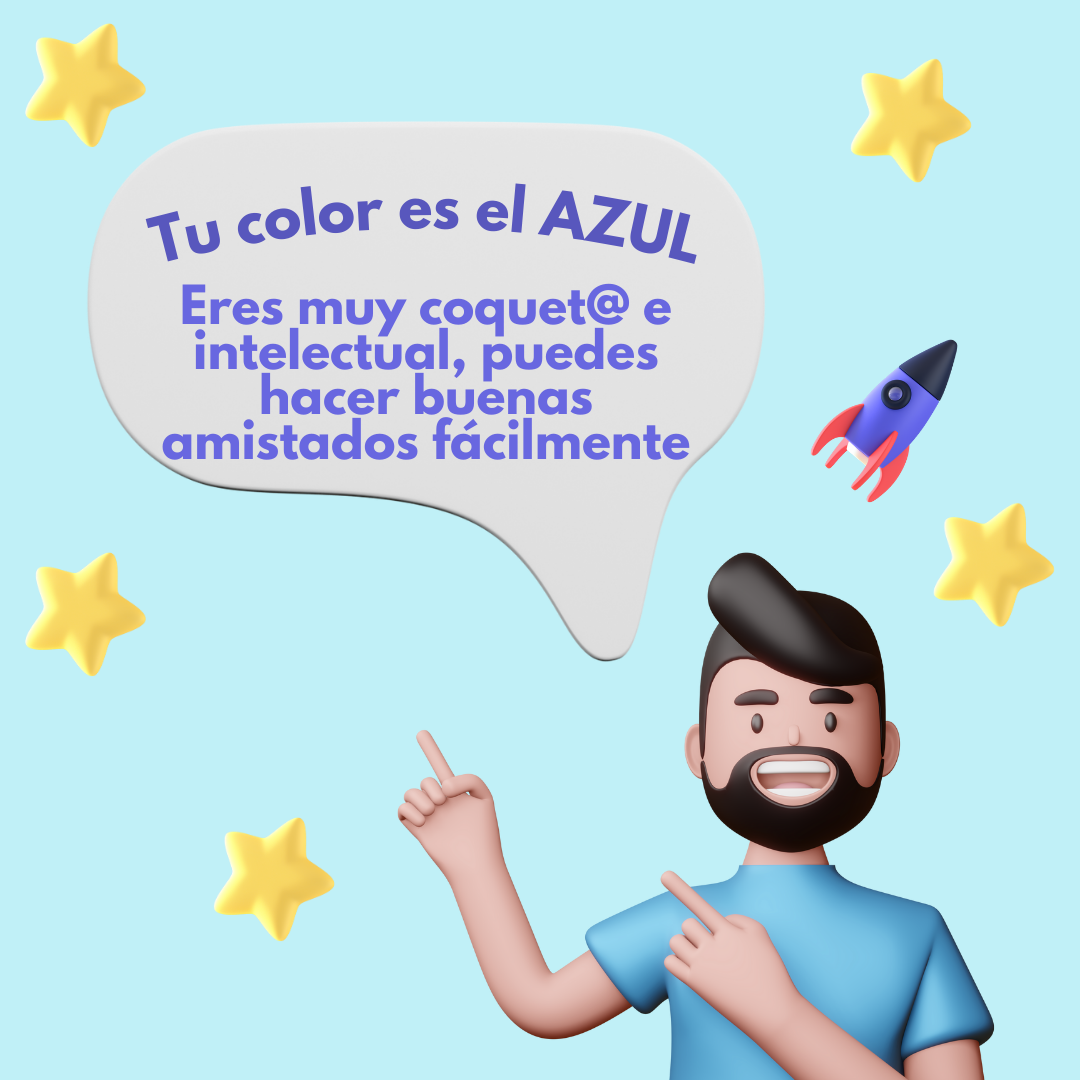 Tu color es el AZUL
Eres muy coquet@ e
intelectual, puedes
hacer buenas
amistados fácilmente